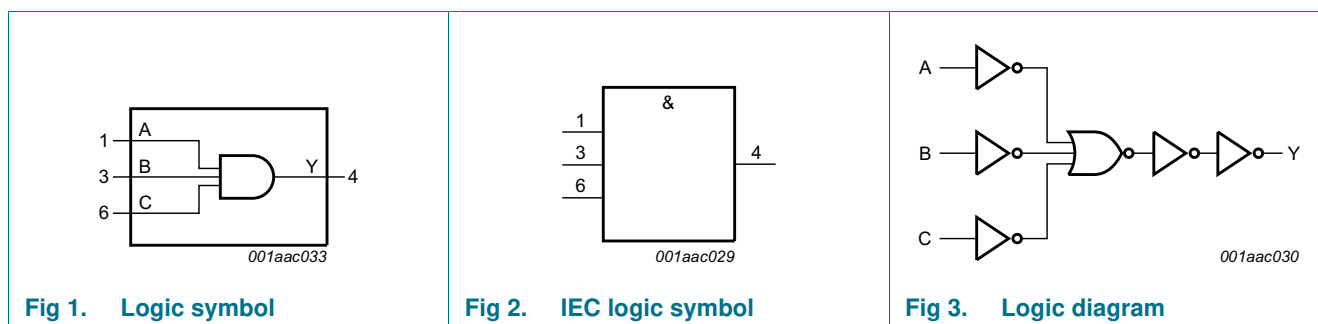 A
1
B
Y
3
4
C
6
001aac033
Fig 1. Logic symbol
&
1
3
4
6
001aac029
Fig 2. IEC logic symbol
A
B
Y
C
001aac030
Fig 3. Logic diagram